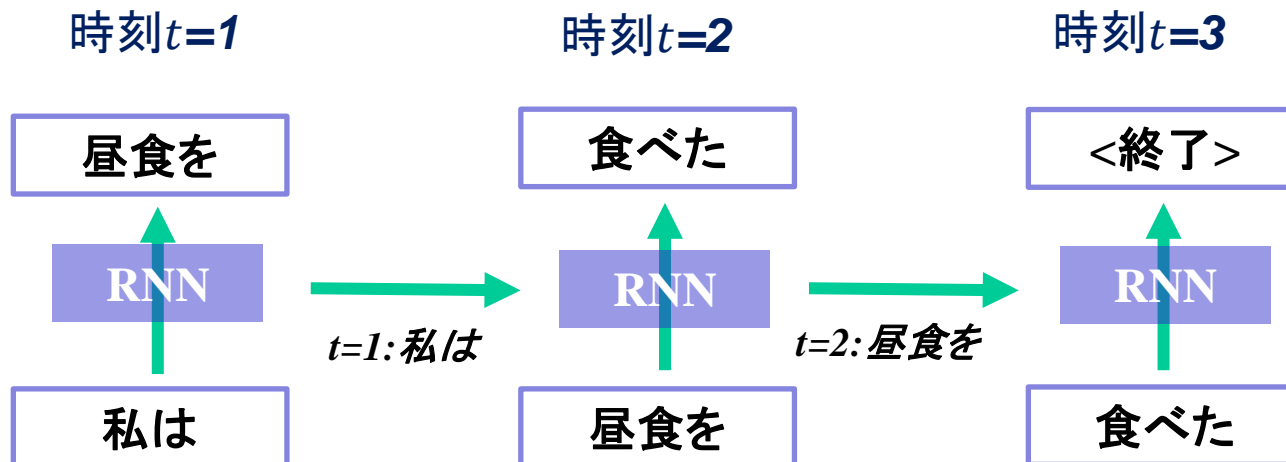 時刻t=1
時刻t=2
時刻t=3
昼食を
食べた
<終了>
RNN
RNN
RNN
t=1:私は
t=2:昼食を
私は
昼食を
食べた